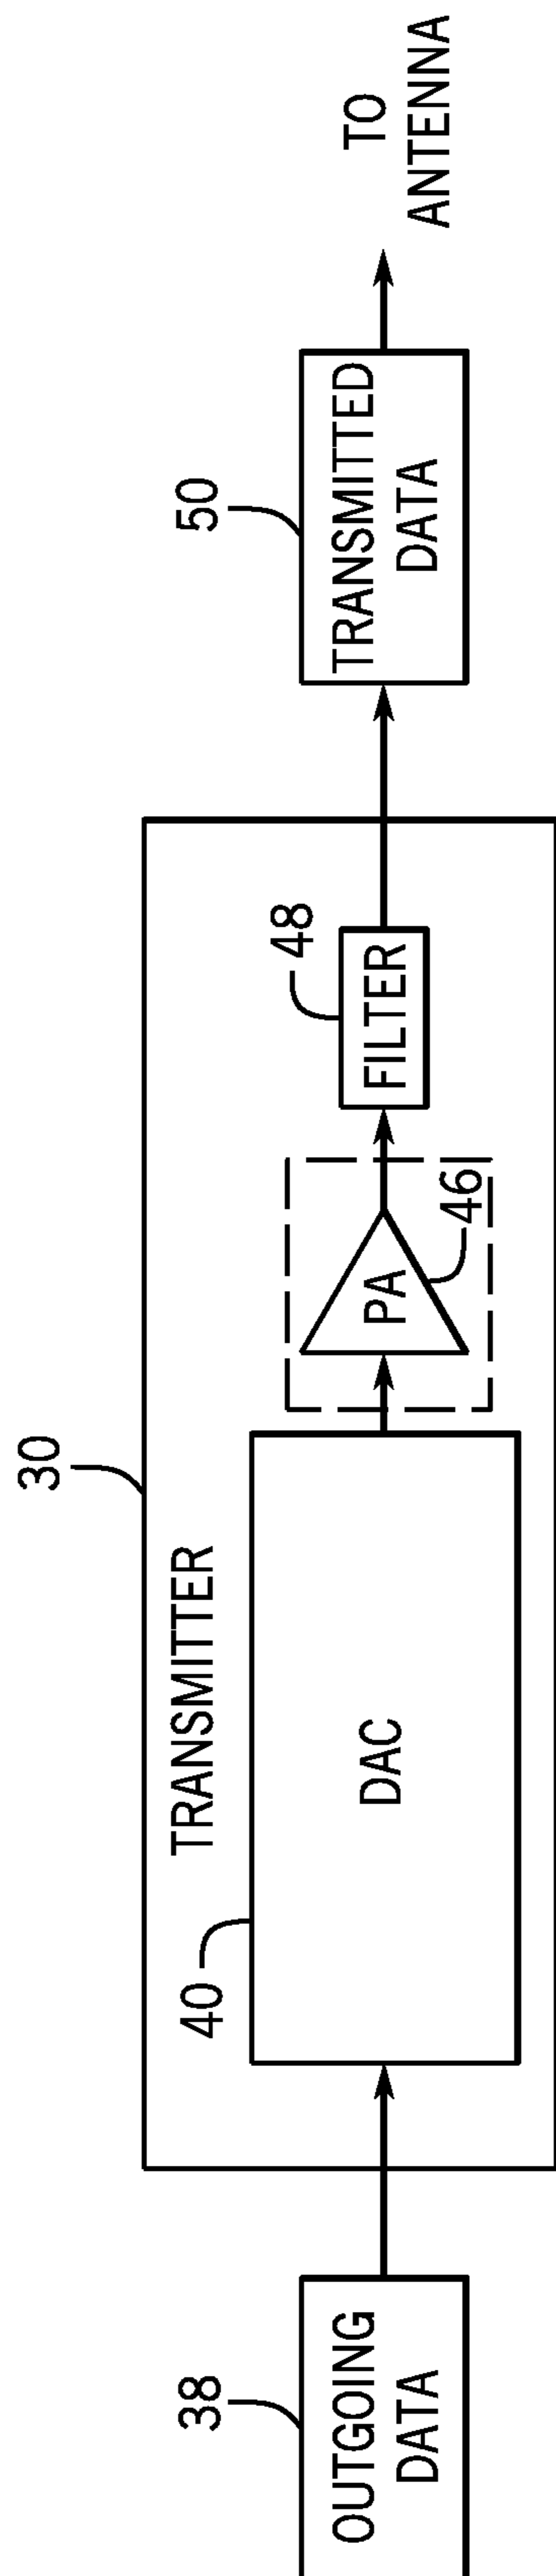 30
38
OUTGOING
DATA
40
TRANSMITTER
DAC
PA
46
48
FILTER
50
TRANSMITTED
DATA
TO
ANTENNA